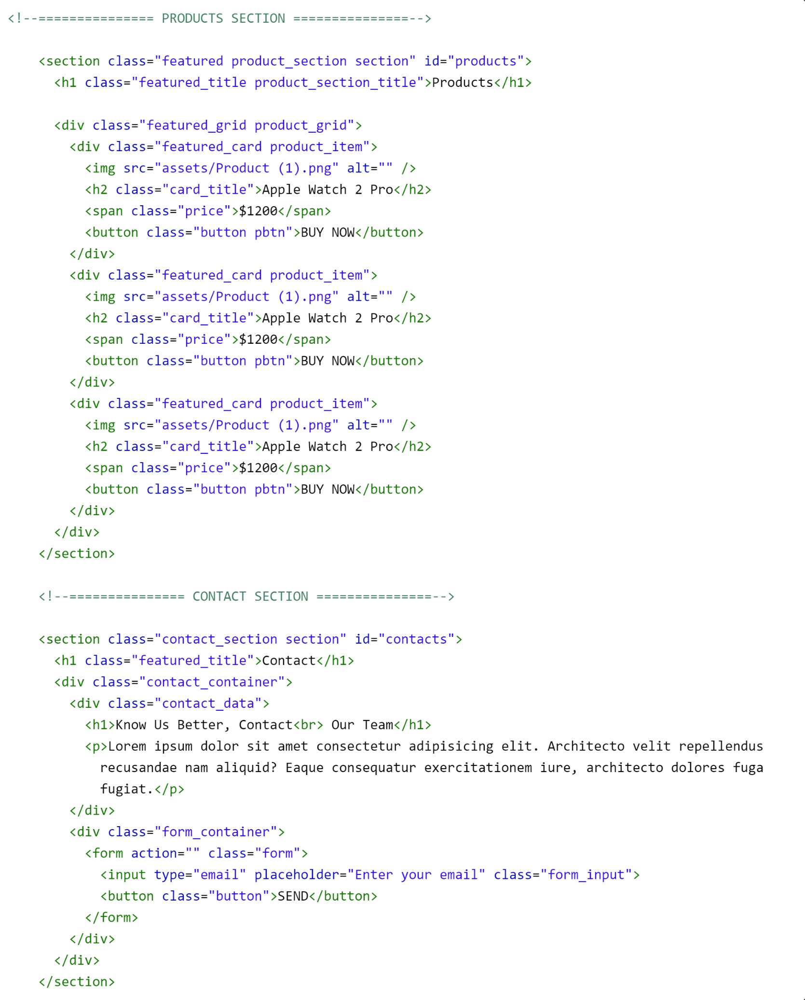 <!--=============== PRODUCTS SECTION ===============-->

    <section class="featured product_section section" id="products">
      <h1 class="featured_title product_section_title">Products</h1>

      <div class="featured_grid product_grid">
        <div class="featured_card product_item">
          <img src="assets/Product (1).png" alt="" />
          <h2 class="card_title">Apple Watch 2 Pro</h2>
          <span class="price">$1200</span>
          <button class="button pbtn">BUY NOW</button>
        </div>
        <div class="featured_card product_item">
          <img src="assets/Product (1).png" alt="" />
          <h2 class="card_title">Apple Watch 2 Pro</h2>
          <span class="price">$1200</span>
          <button class="button pbtn">BUY NOW</button>
        </div>
        <div class="featured_card product_item">
          <img src="assets/Product (1).png" alt="" />
          <h2 class="card_title">Apple Watch 2 Pro</h2>
          <span class="price">$1200</span>
          <button class="button pbtn">BUY NOW</button>
        </div>
      </div>
    </section>

    <!--=============== CONTACT SECTION ===============-->

    <section class="contact_section section" id="contacts">
      <h1 class="featured_title">Contact</h1>
      <div class="contact_container">
        <div class="contact_data">
          <h1>Know Us Better, Contact<br> Our Team</h1>
          <p>Lorem ipsum dolor sit amet consectetur adipisicing elit. Architecto velit repellendus
            recusandae nam aliquid? Eaque consequatur exercitationem iure, architecto dolores fuga
            fugiat.</p>
        </div>
        <div class="form_container">
          <form action="" class="form">
            <input type="email" placeholder="Enter your email" class="form_input">
            <button class="button">SEND</button>
          </form>
        </div>
      </div>
    </section>